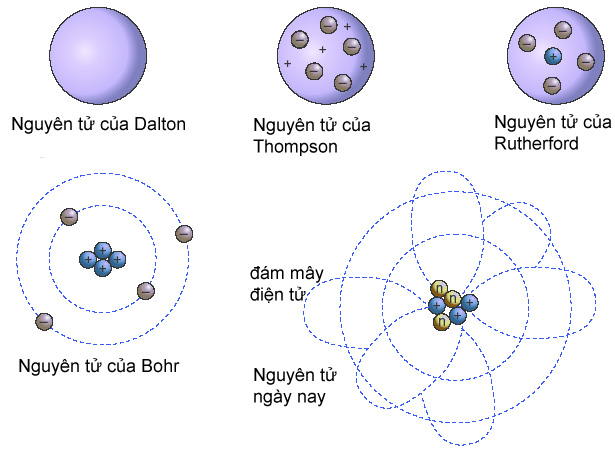 Nguyên tử của Dalton
Nguyên tử của
Thompson
Nguyên tử của
Rutherford
Nguyên tử của Bohr
đám mây
điện tử
Nguyên tử
ngày nay
− − − − − + + + +
− − − − +
− − − − + + + +
n n n + + +